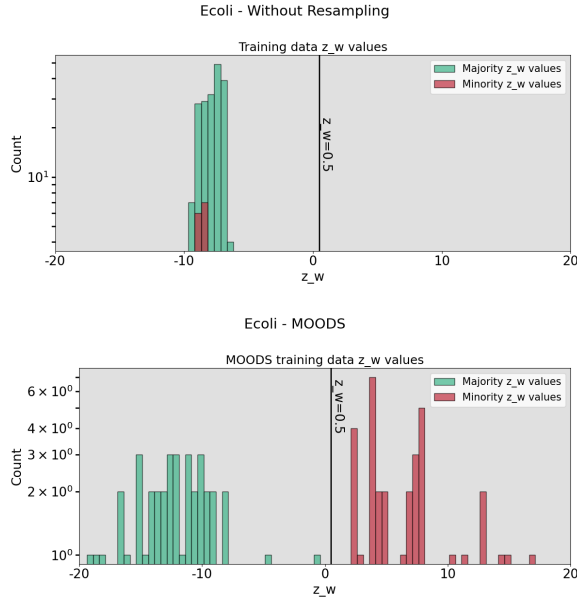 Ecoli - Without Resampling
Training data z_w values
Majority z_w values
Minority z_w values
z_w=0.5
Count
10¹
-20
-10
0
10
20
z_w
Ecoli - MOODS
MOODS training data z_w values
Majority z_w values
Minority z_w values
z_w=0.5
Count
6 × 10⁰
4 × 10⁰
3 × 10⁰
2 × 10⁰
10⁰
-20
-10
0
10
20
z_w